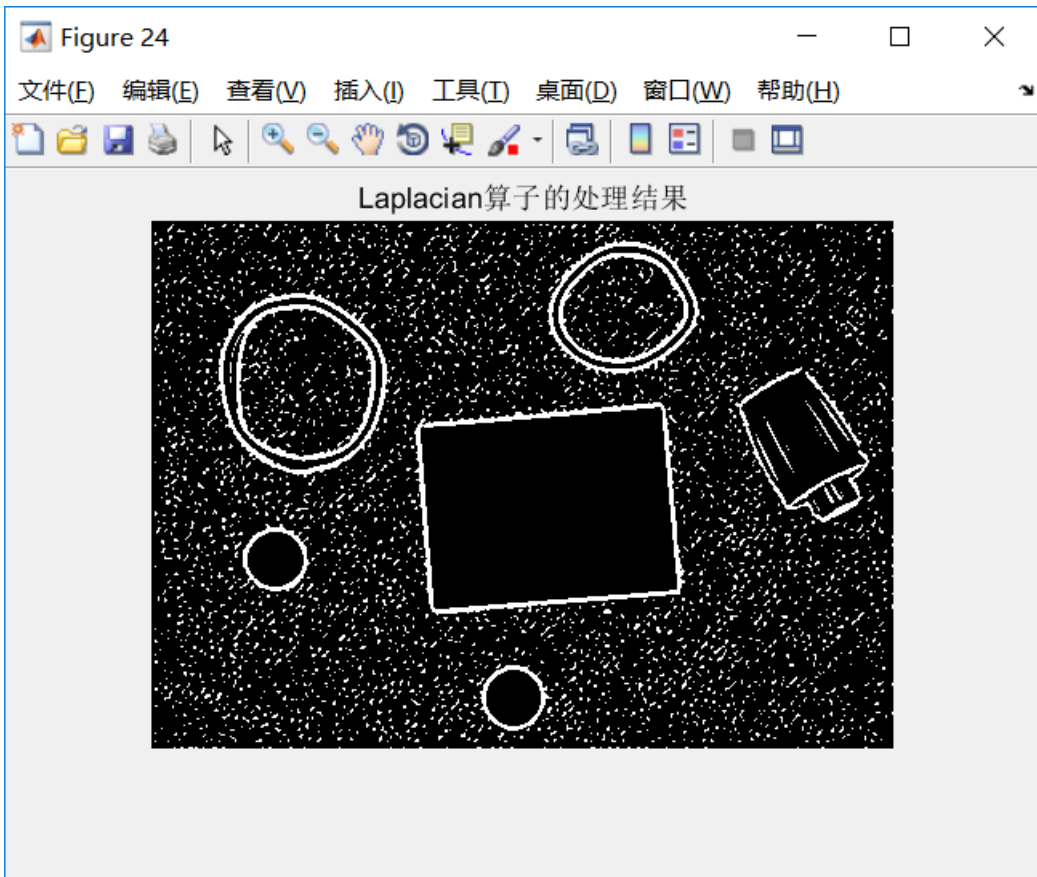 Figure 24
文件(F) 编辑(E) 查看(V) 插入(I) 工具(T) 桌面(D) 窗口(W) 帮助(H)
Laplacian算子的处理结果